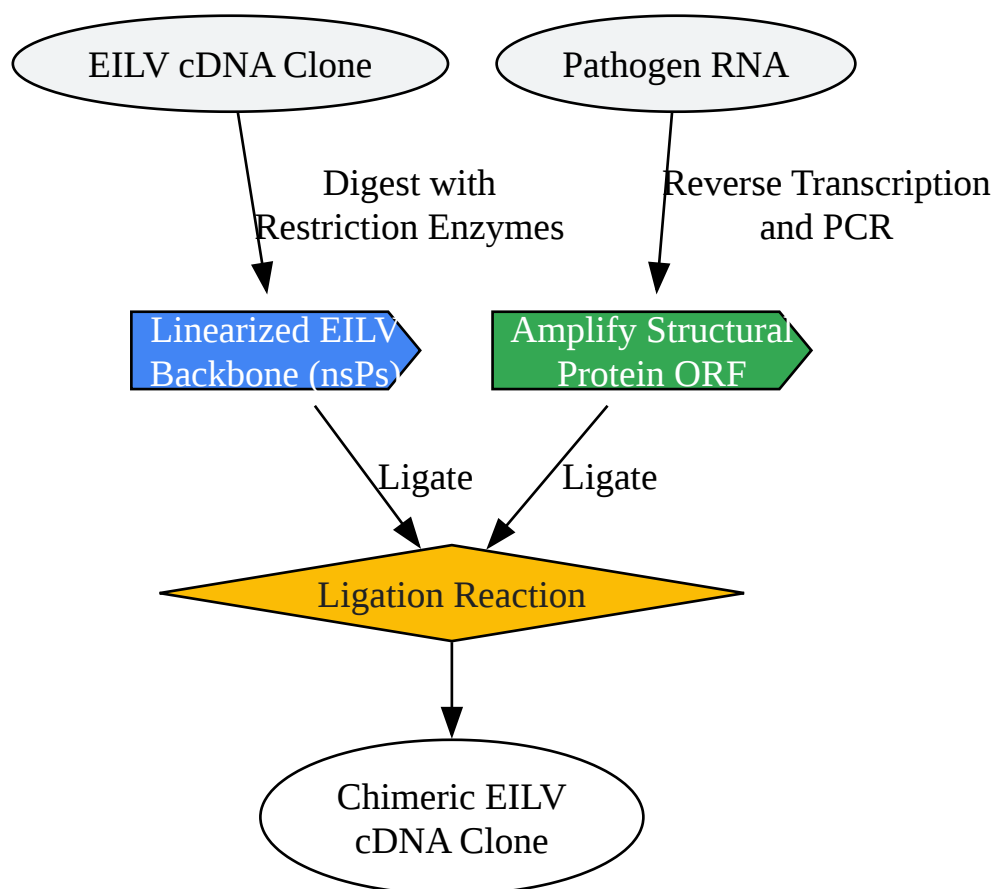 EILV cDNA Clone
Pathogen RNA
Digest with
Restriction Enzymes
Reverse Transcription
and PCR
Linearized EILV
Backbone (nsPs)
Amplify Structural
Protein ORF
Ligate
Ligate
Ligation Reaction
Chimeric EILV
cDNA Clone